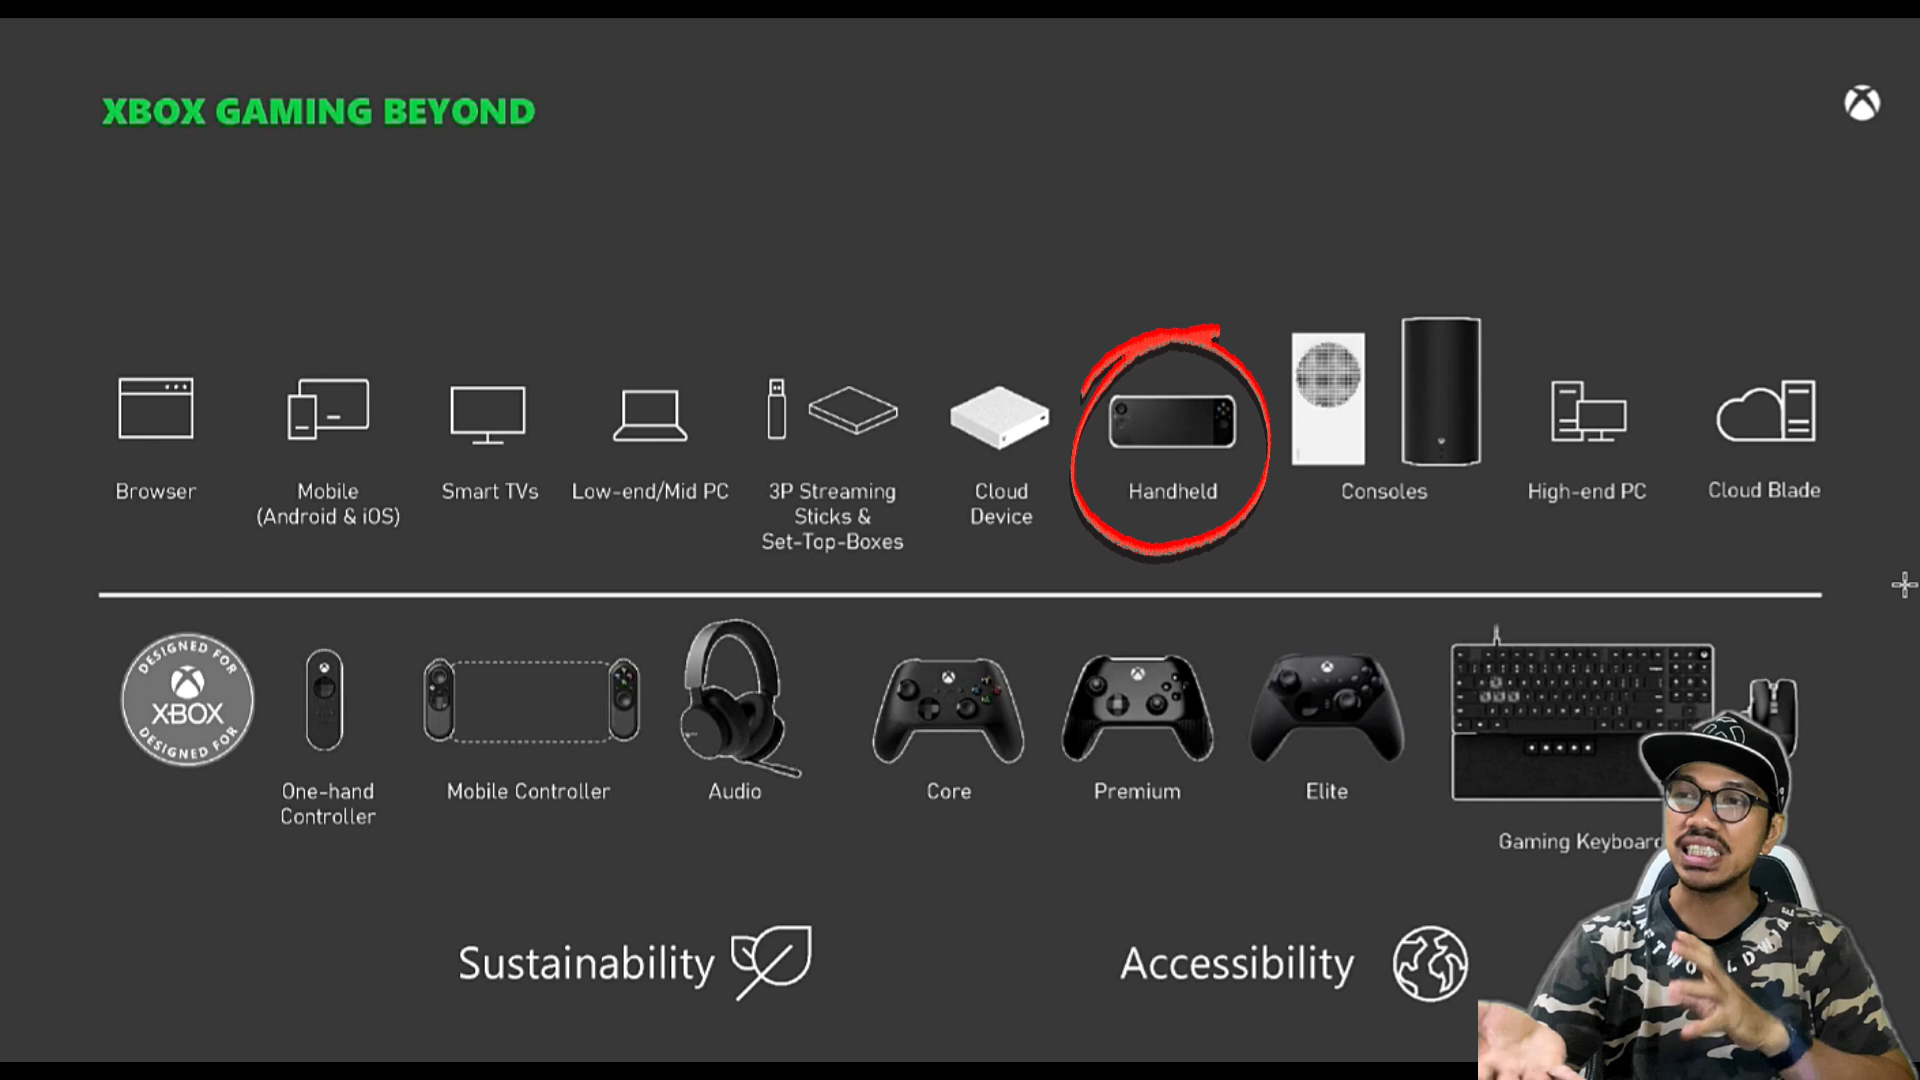 XBOX GAMING BEYOND
Browser
Mobile
(Android & iOS)
Smart TVs
Low-end/Mid PC
3P Streaming
Sticks &
Set-Top-Boxes
Cloud
Device
Handheld
Consoles
High-end PC
Cloud Blade
DESIGNED FOR
XBOX
DESIGNED FOR
One-hand
Controller
Mobile Controller
Audio
Core
Premium
Elite
Gaming Keyboard
Sustainability
Accessibility